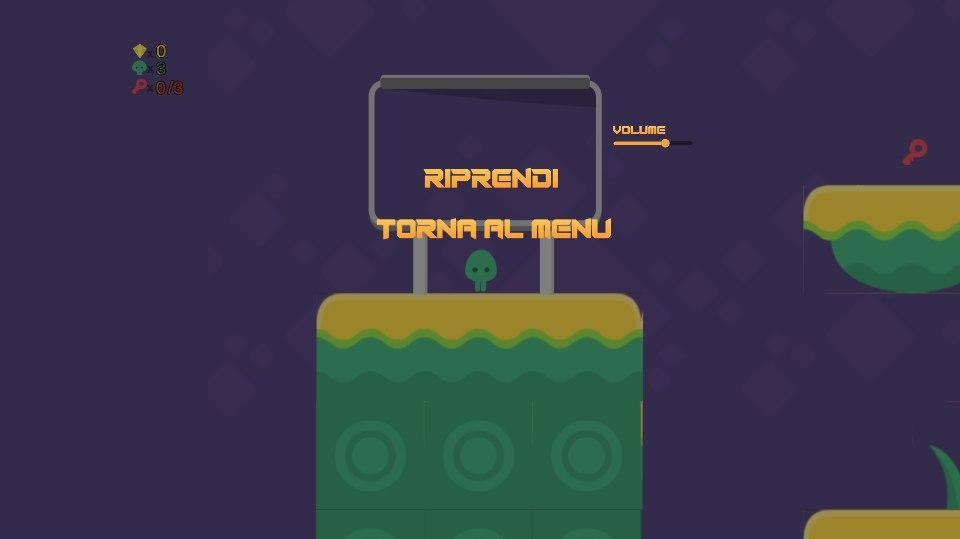 x 0
x 3
x 0/3
VOLUME
RIPRENDI
TORNA AL MENU